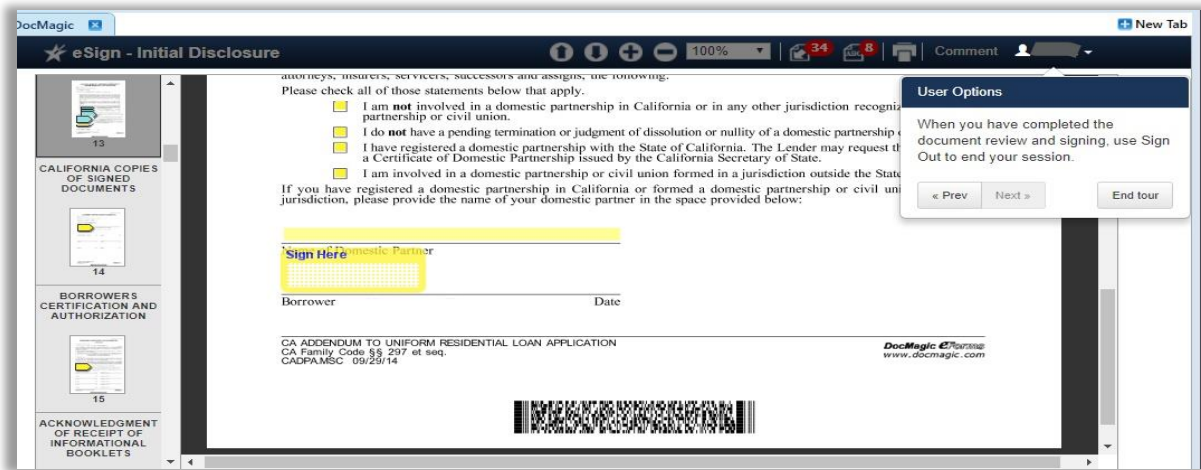 DocMagic
New Tab
eSign - Initial Disclosure
100%
34
8
Comment
attorneys, insurers, servicers, successors and assigns, the following.
Please check all of those statements below that apply.
I am not involved in a domestic partnership in California or in any other jurisdiction recogniz
partnership or civil union.
I do not have a pending termination or judgment of dissolution or nullity of a domestic partnership
I have registered a domestic partnership with the State of California. The Lender may request th
a Certificate of Domestic Partnership issued by the California Secretary of State.
I am involved in a domestic partnership or civil union formed in a jurisdiction outside the State
If you have registered a domestic partnership in California or formed a domestic partnership or civil uni
jurisdiction, please provide the name of your domestic partner in the space provided below:
Name of Domestic Partner
Sign Here
Borrower Date
CA ADDENDUM TO UNIFORM RESIDENTIAL LOAN APPLICATION
CA Family Code §§ 297 et seq.
CADPA.MSC 09/29/14
DocMagic eForms
www.docmagic.com
User Options
When you have completed the
document review and signing, use Sign
Out to end your session.
« Prev Next » End tour
13
CALIFORNIA COPIES
OF SIGNED
DOCUMENTS
14
BORROWERS
CERTIFICATION AND
AUTHORIZATION
15
ACKNOWLEDGMENT
OF RECEIPT OF
INFORMATIONAL
BOOKLETS